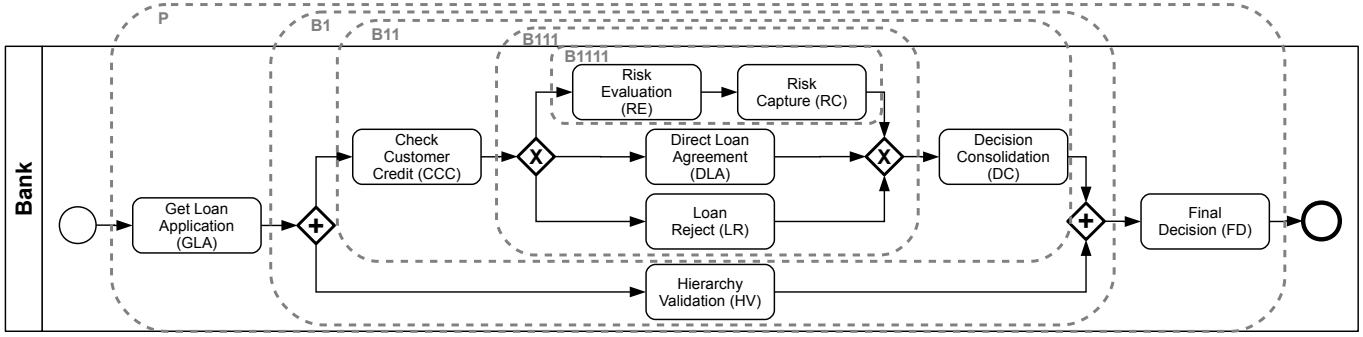 P
B1
B11
B111
B1111
Bank
Get Loan
Application
(GLA)
+
Check
Customer
Credit (CCC)
X
Risk
Evaluation
(RE)
Risk
Capture (RC)
Direct Loan
Agreement
(DLA)
Loan
Reject (LR)
X
Decision
Consolidation
(DC)
Hierarchy
Validation (HV)
+
Final
Decision (FD)